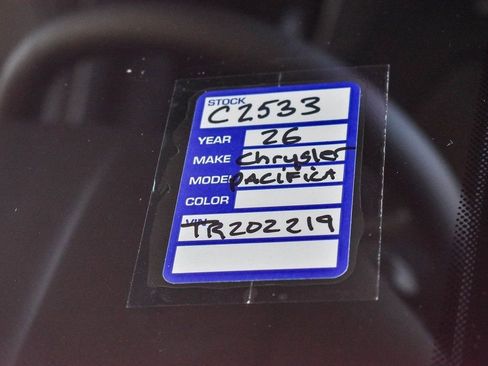 STOCK
C2533
YEAR 26
MAKE Chrysler
MODEL PACIFICA
COLOR
VIN
TR202219